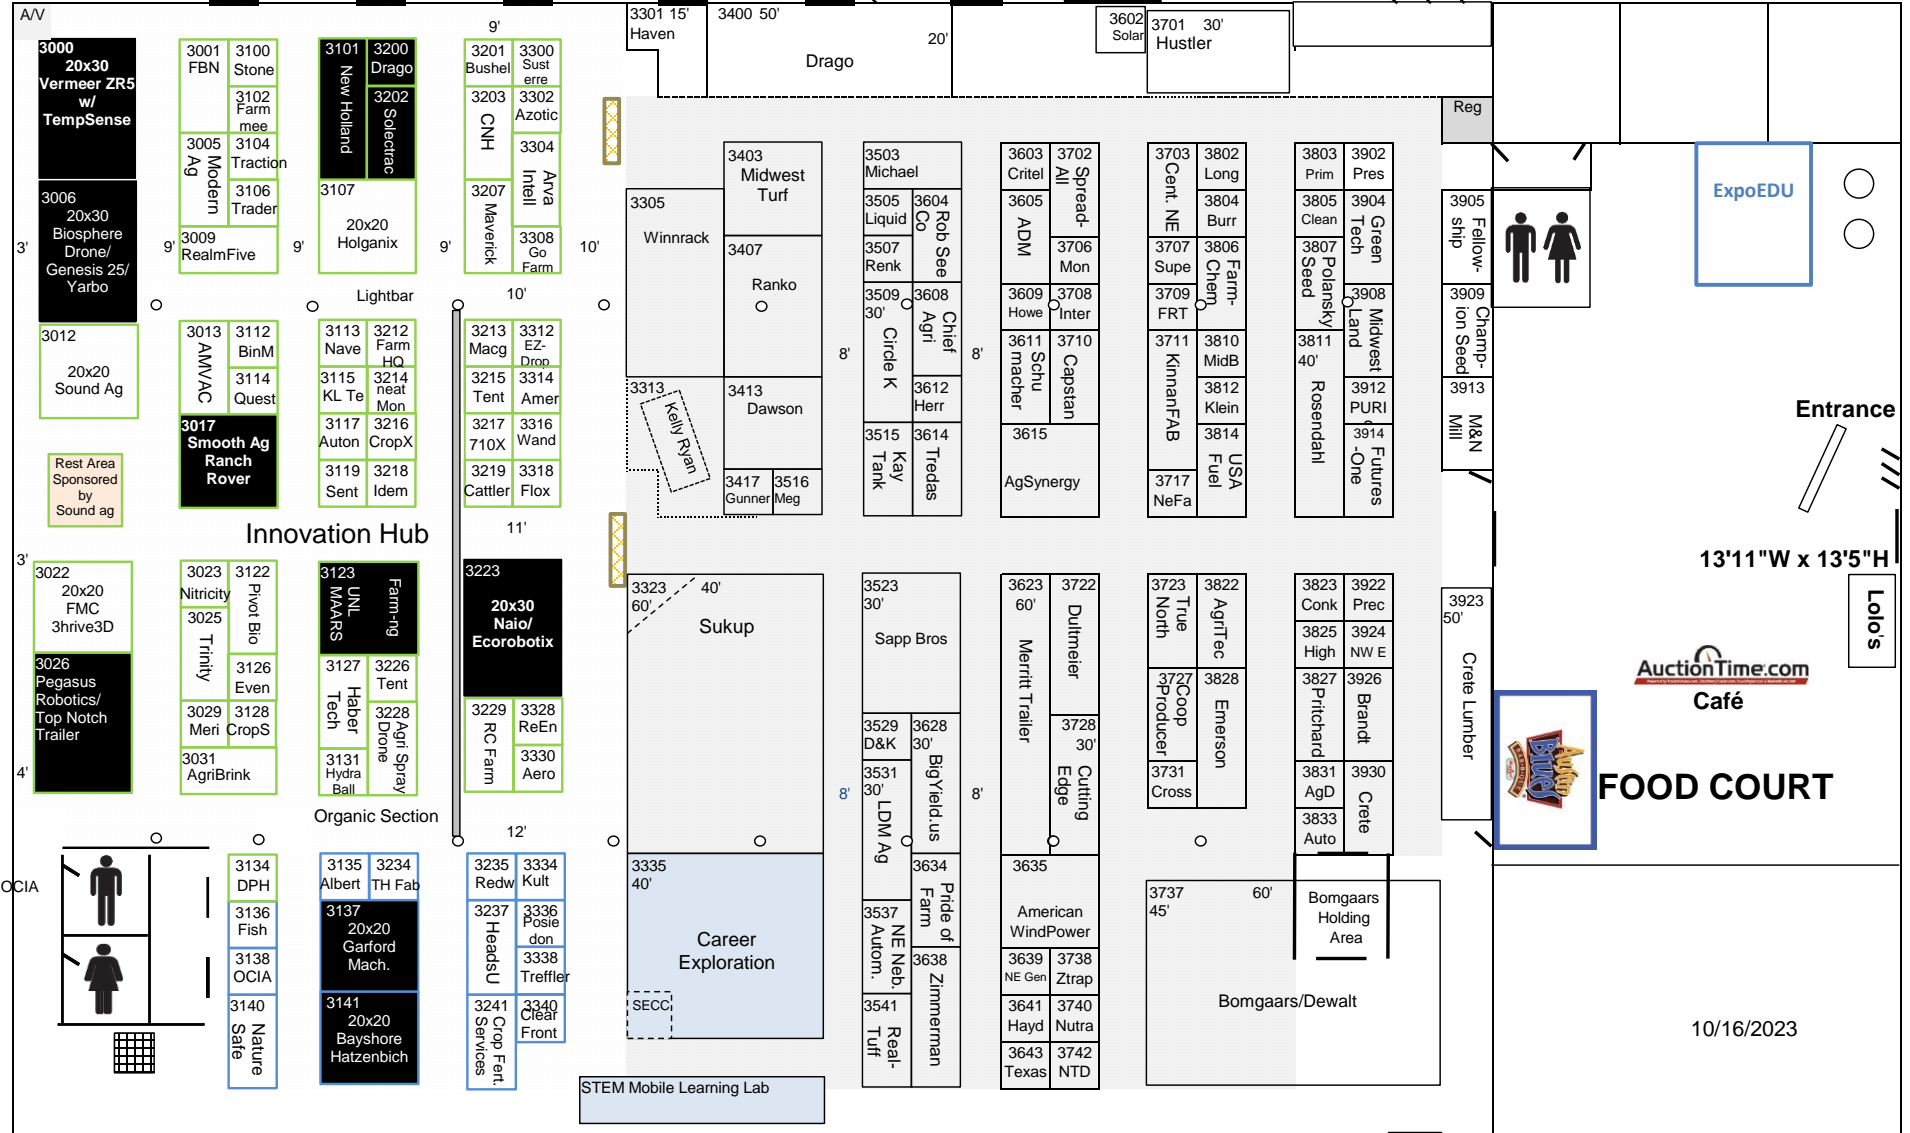 A/V
3301 15'
Haven
3400 50'
20'
Drago
3602
Solar
3701 30'
Hustler
Reg
9'
3000
20x30
Vermeer ZR5
w/
TempSense
3001
FBN
3100
Stone
3102
Farm
mee
3005
Modern
Ag
3104
Traction
3106
Trader
3009
RealmFive
3101
New Holland
3200
Drago
3202
Solectrac
3107
20x20
Holganix
3201
Bushel
3300
Sust
erre
3203
CNH
3302
Azotic
3304
Arva
Intell
3207
Maverick
3308
Go
Farm
3006
20x30
Biosphere
Drone/
Genesis 25/
Yarbo
3'
9'
9'
9'
10'
Lightbar
10'
3012
20x20
Sound Ag
3013
AMVAC
3112
BinM
3114
Quest
3017
Smooth Ag
Ranch
Rover
3113
Nave
3212
Farm
HQ
3115
KL Te
3214
neat
Mon
3117
Auton
3216
CropX
3119
Sent
3218
Idem
3213
Macg
3312
EZ-
Drop
3215
Tent
3314
Amer
3217
710X
3316
Wand
3219
Cattler
3318
Flox
Rest Area
Sponsored
by
Sound ag
Innovation Hub
11'
3'
3022
20x20
FMC
3hrive3D
3026
Pegasus
Robotics/
Top Notch
Trailer
4'
3023
Nitricity
3122
Pivot Bio
3025
Trinity
3126
Even
3029
Meri
3128
CropS
3031
AgriBrink
3123
UNL
MAARS
Farm-ng
3127
Haber
Tech
3226
Tent
3228
Agri Spray
Drone
3131
Hydra
Ball
3223
20x30
Naio/
Ecorobotix
3229
RC Farm
3328
ReEn
3330
Aero
Organic Section
12'
OCIA
3134
DPH
3136
Fish
3138
OCIA
3140
Nature
Safe
3135
Albert
3234
TH Fab
3137
20x20
Garford
Mach.
3141
20x20
Bayshore
Hatzenbich
3235
Redw
3334
Kult
3237
HeadsU
3336
Posie
don
3338
Treffler
3241
Crop Fert.
Services
3340
Clear
Front
3305
Winnrack
3403
Midwest
Turf
3407
Ranko
3313
Kelly Ryan
3413
Dawson
3417
Gunner
3516
Meg
3323
60'
40'
Sukup
3335
40'
Career
Exploration
SECC
STEM Mobile Learning Lab
3503
Michael
3505
Liquid
3604
Rob See
Co
3507
Renk
3509
30'
Circle K
3608
Chief
Agri
3612
Herr
3515
Kay
Tank
3614
Tredas
8'
8'
3523
30'
Sapp Bros
3529
D&K
3628
30'
BigYield.us
3531
30'
LDM Ag
3634
Pride of
Farm
3537
NE Neb.
Autom.
3638
Zimmerman
3541
Real-
Tuff
8'
8'
3603
Critel
3702
Spread-
All
3605
ADM
3706
Mon
3609
Howe
3708
Inter
3611
Schu
macher
3710
Capstan
3615
AgSynergy
3623
60'
Merritt Trailer
3722
Dultmeier
3728
30'
Cutting
Edge
3635
American
WindPower
3639
NE Gen
3738
Ztrap
3641
Hayd
3740
Nutra
3643
Texas
3742
NTD
3703
Cent. NE
3802
Long
3804
Burr
3707
Supe
3806
Farm-
Chem
3709
FRT
3711
KinnanFAB
3810
MidB
3812
Klein
3814
USA
Fuel
3717
NeFa
3723
True
North
3822
AgriTec
3727
Coop
Producer
3828
Emerson
3731
Cross
3737
45'
60'
Bomgaars/Dewalt
Bomgaars
Holding
Area
3803
Prim
3902
Pres
3805
Clean
3904
Green
Tech
3807
Polansky
Seed
3908
Midwest
Land
3811
40'
Rosendahl
3912
PURI
3914
Futures
-One
3823
Conk
3922
Prec
3825
High
3924
NW E
3827
Pritchard
3926
Brandt
3831
AgD
3930
Crete
3833
Auto
3905
Fellow-
ship
3909
Champ-
ion Seed
3913
M&N
Mill
3923
50'
Crete Lumber
ExpoEDU
Entrance
13'11"W x 13'5"H
Lolo's
AuctionTime.com
Café
Austin
Blues
FOOD COURT
10/16/2023